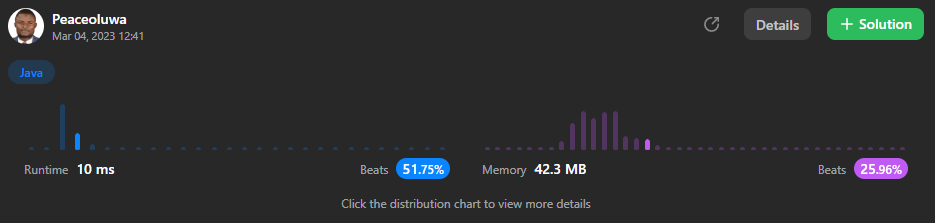 Peaceoluwa
Mar 04, 2023 12:41
Details
+ Solution
Java
Runtime 10 ms Beats 51.75% Memory 42.3 MB Beats 25.96%
Click the distribution chart to view more details